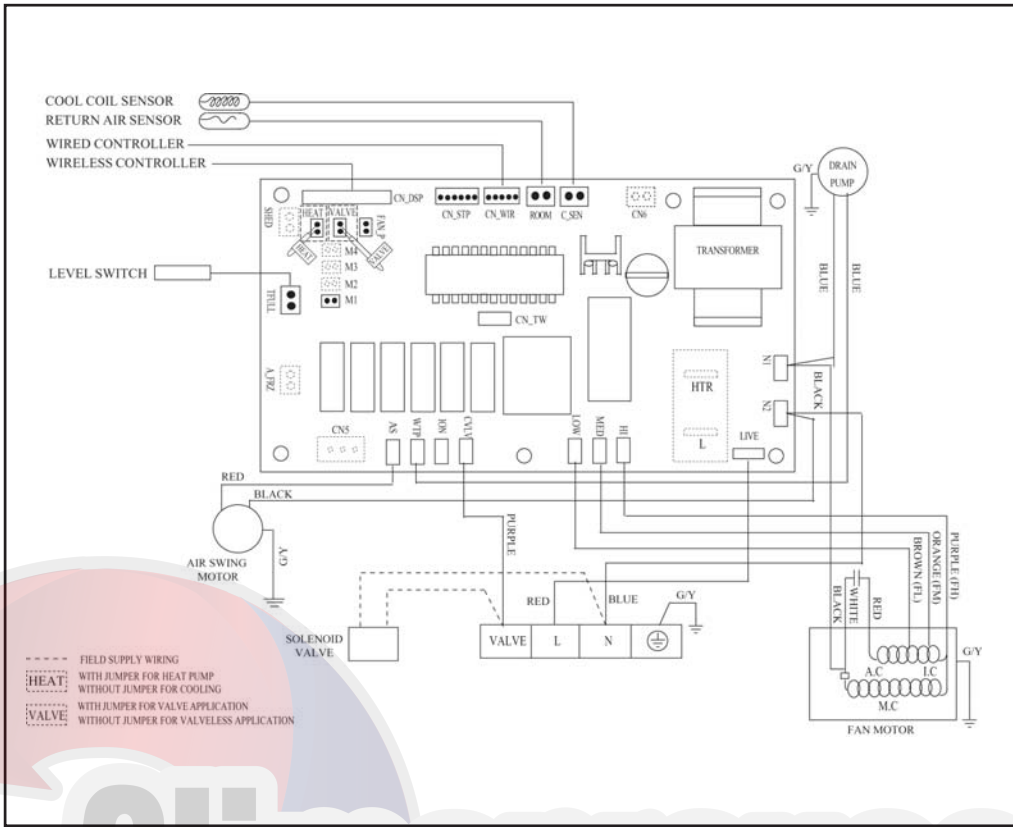 COOL COIL SENSOR
RETURN AIR SENSOR
WIRED CONTROLLER
WIRELESS CONTROLLER
G/Y
DRAIN
PUMP
CN_DSP
CN_STP
CN_WIR
ROOM
C_SEN
CN6
SHED
HEAT
VALVE
FAN_P
HEAT
VALVE
M4
M3
M2
M1
TRANSFORMER
BLUE
BLUE
LEVEL SWITCH
TFULL
CN_TW
A.FRZ
HTR
L
N1
N2
BLACK
CN5
AS
WTP
ION
CVLV
LOW
MED
HI
LIVE
RED
BLACK
AIR SWING
MOTOR
G/Y
PURPLE
BROWN (FL)
ORANGE (FM)
PURPLE (FH)
BLACK
WHITE
RED
RED
BLUE
G/Y
SOLENOID
VALVE
VALVE
L
N
A.C
I.C
M.C
G/Y
FAN MOTOR
FIELD SUPPLY WIRING
HEAT
WITH JUMPER FOR HEAT PUMP
WITHOUT JUMPER FOR COOLING
VALVE
WITH JUMPER FOR VALVE APPLICATION
WITHOUT JUMPER FOR VALVELESS APPLICATION